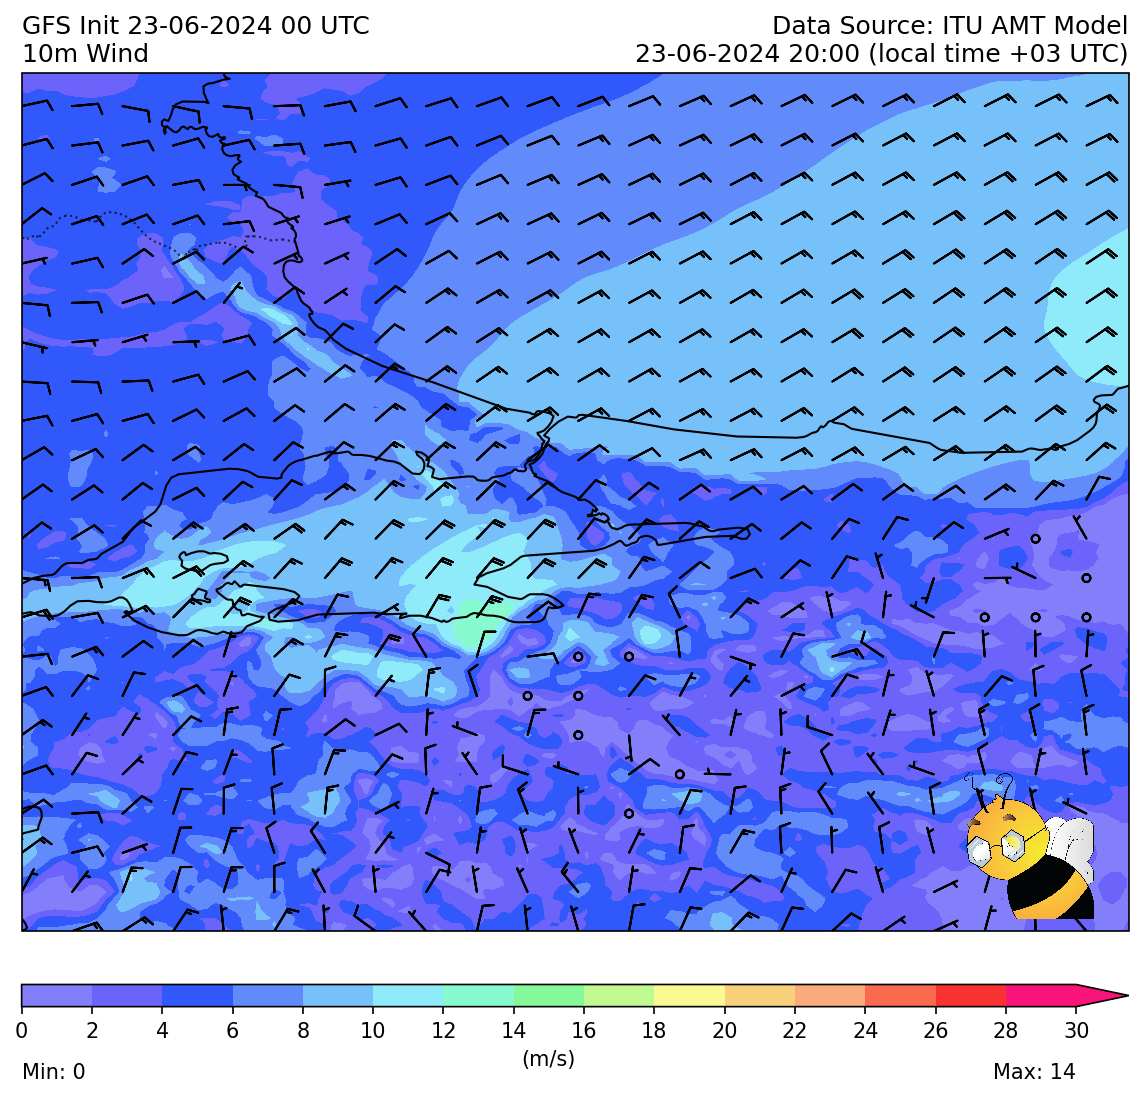 GFS Init 23-06-2024 00 UTC
Data Source: ITU AMT Model
10m Wind
23-06-2024 20:00 (local time +03 UTC)
0 2 4 6 8 10 12 14 16 18 20 22 24 26 28 30
(m/s)
Min: 0
Max: 14